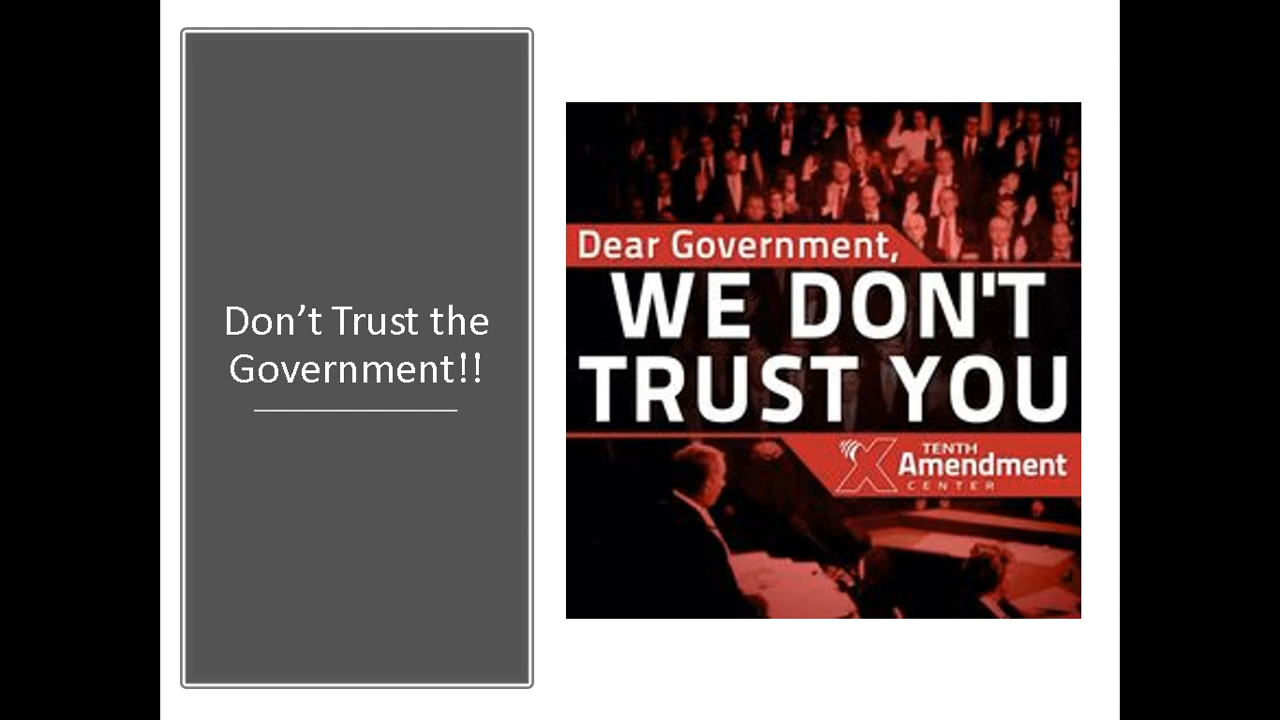 Don’t Trust the
Government!!
Dear Government,
WE DON'T
TRUST YOU
TENTH
Amendment
CENTER